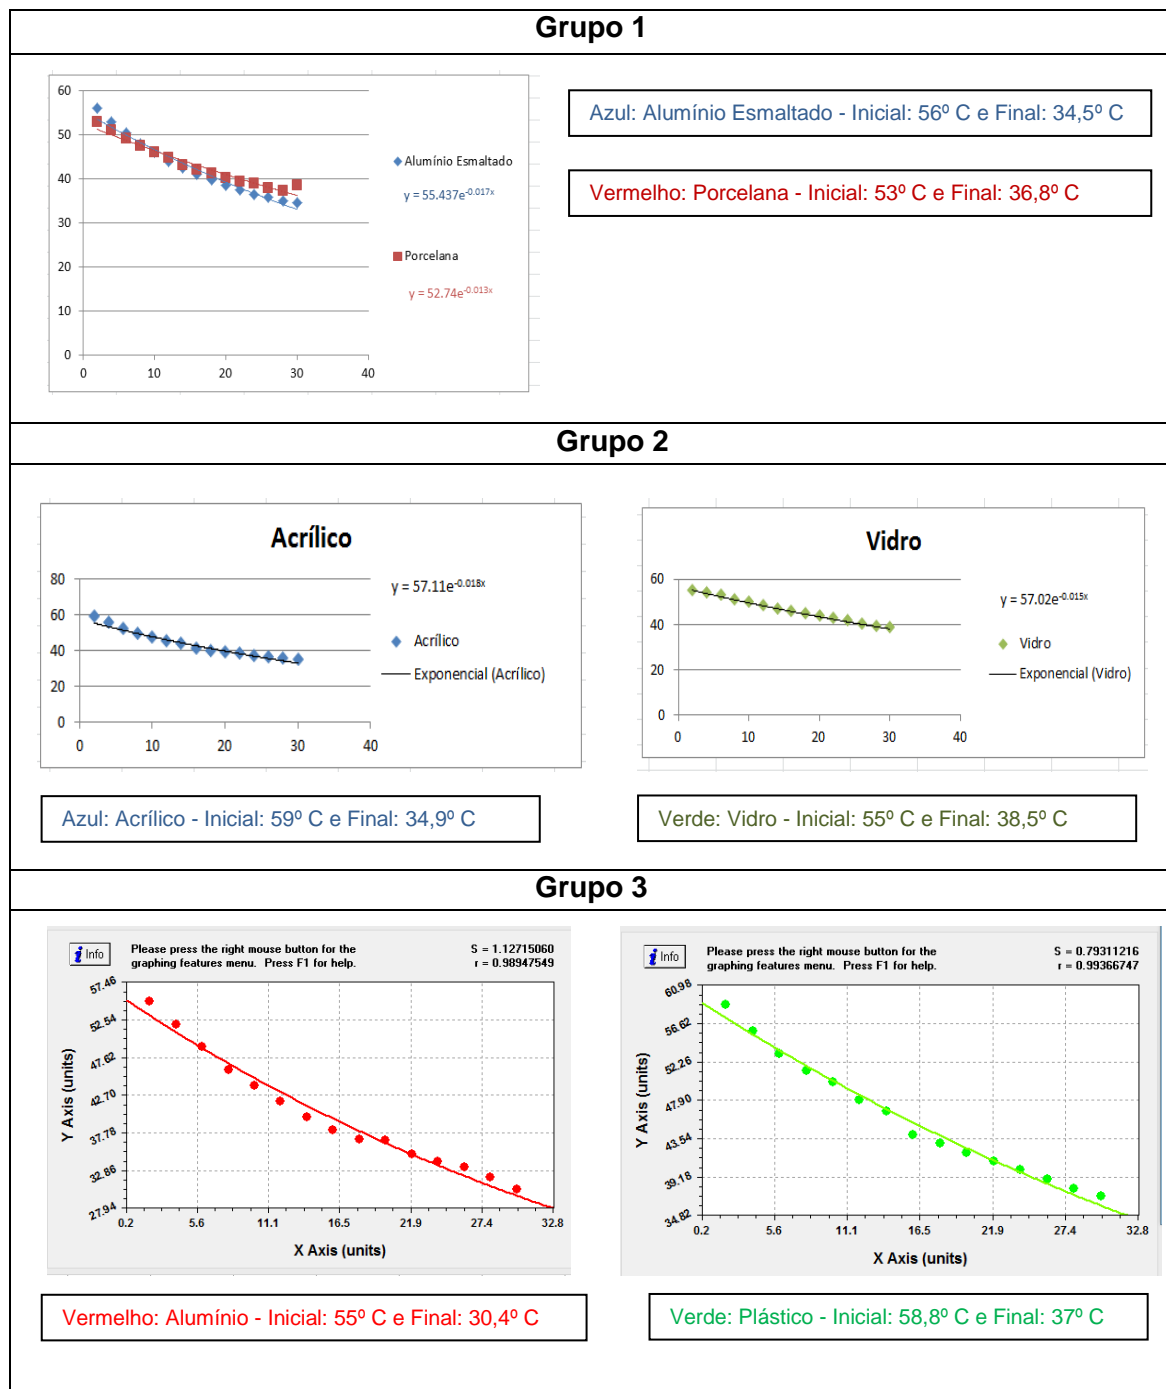 Grupo 1
60
50
40
30
20
10
0
0 10 20 30 40
Alumínio Esmaltado
y = 55.437e-0.017x
Porcelana
y = 52.74e-0.013x
Azul: Alumínio Esmaltado - Inicial: 56º C e Final: 34,5º C
Vermelho: Porcelana - Inicial: 53º C e Final: 36,8º C
Grupo 2
Acrílico
80
60
40
20
0
0 10 20 30 40
y = 57.11e-0.018x
Acrílico
Exponencial (Acrílico)
Azul: Acrílico - Inicial: 59º C e Final: 34,9º C
Vidro
60
40
20
0
0 10 20 30 40
y = 57.02e-0.015x
Vidro
Exponencial (Vidro)
Verde: Vidro - Inicial: 55º C e Final: 38,5º C
Grupo 3
Info
Please press the right mouse button for the
graphing features menu. Press F1 for help.
S = 1.12715060
r = 0.98947549
Y Axis (units)
57.46
52.54
47.62
42.70
37.78
32.86
27.94
0.2 5.6 11.1 16.5 21.9 27.4 32.8
X Axis (units)
Vermelho: Alumínio - Inicial: 55º C e Final: 30,4º C
Info
Please press the right mouse button for the
graphing features menu. Press F1 for help.
S = 0.79311216
r = 0.99366747
Y Axis (units)
60.98
56.62
52.26
47.90
43.54
39.18
34.82
0.2 5.6 11.1 16.5 21.9 27.4 32.8
X Axis (units)
Verde: Plástico - Inicial: 58,8º C e Final: 37º C